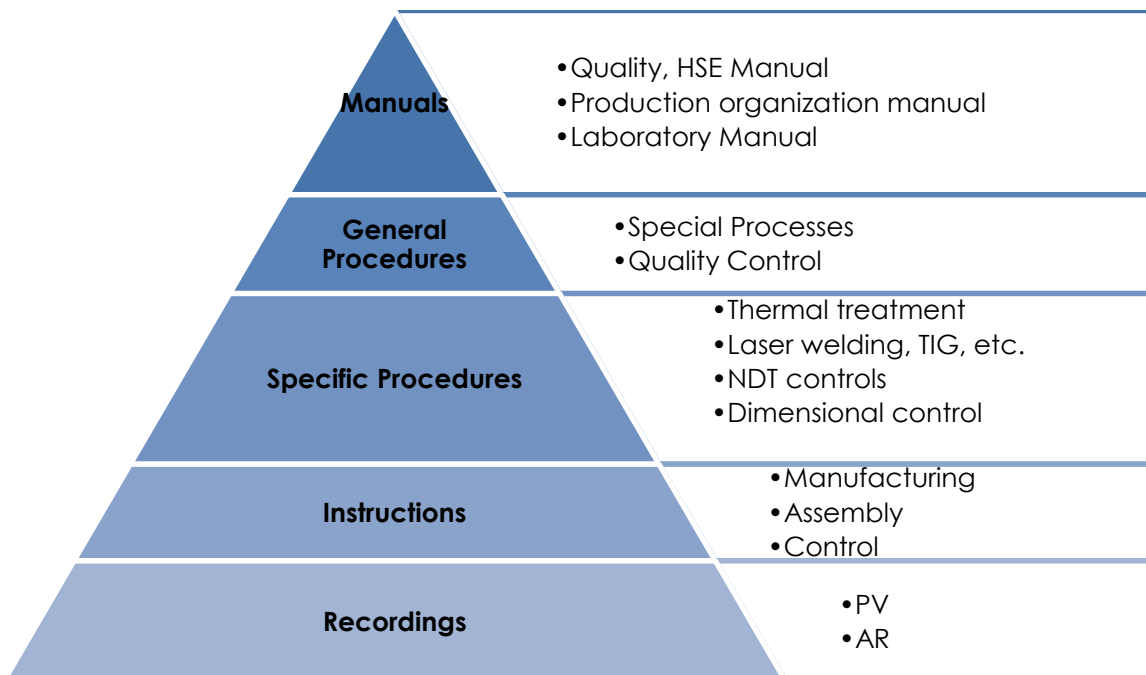 Manuals
•Quality, HSE Manual
•Production organization manual
•Laboratory Manual
General
Procedures
•Special Processes
•Quality Control
Specific Procedures
•Thermal treatment
•Laser welding, TIG, etc.
•NDT controls
•Dimensional control
Instructions
•Manufacturing
•Assembly
•Control
Recordings
•PV
•AR